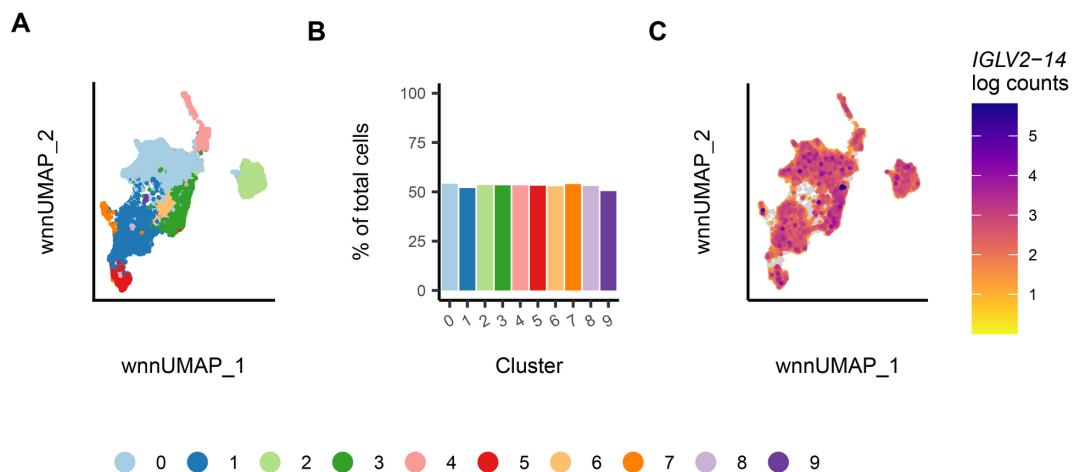 A
B
C
wnnUMAP_2
wnnUMAP_1
% of total cells
100
75
50
25
0
0 1 2 3 4 5 6 7 8 9
Cluster
wnnUMAP_2
wnnUMAP_1
IGLV2−14
log counts
5
4
3
2
1
0 1 2 3 4 5 6 7 8 9